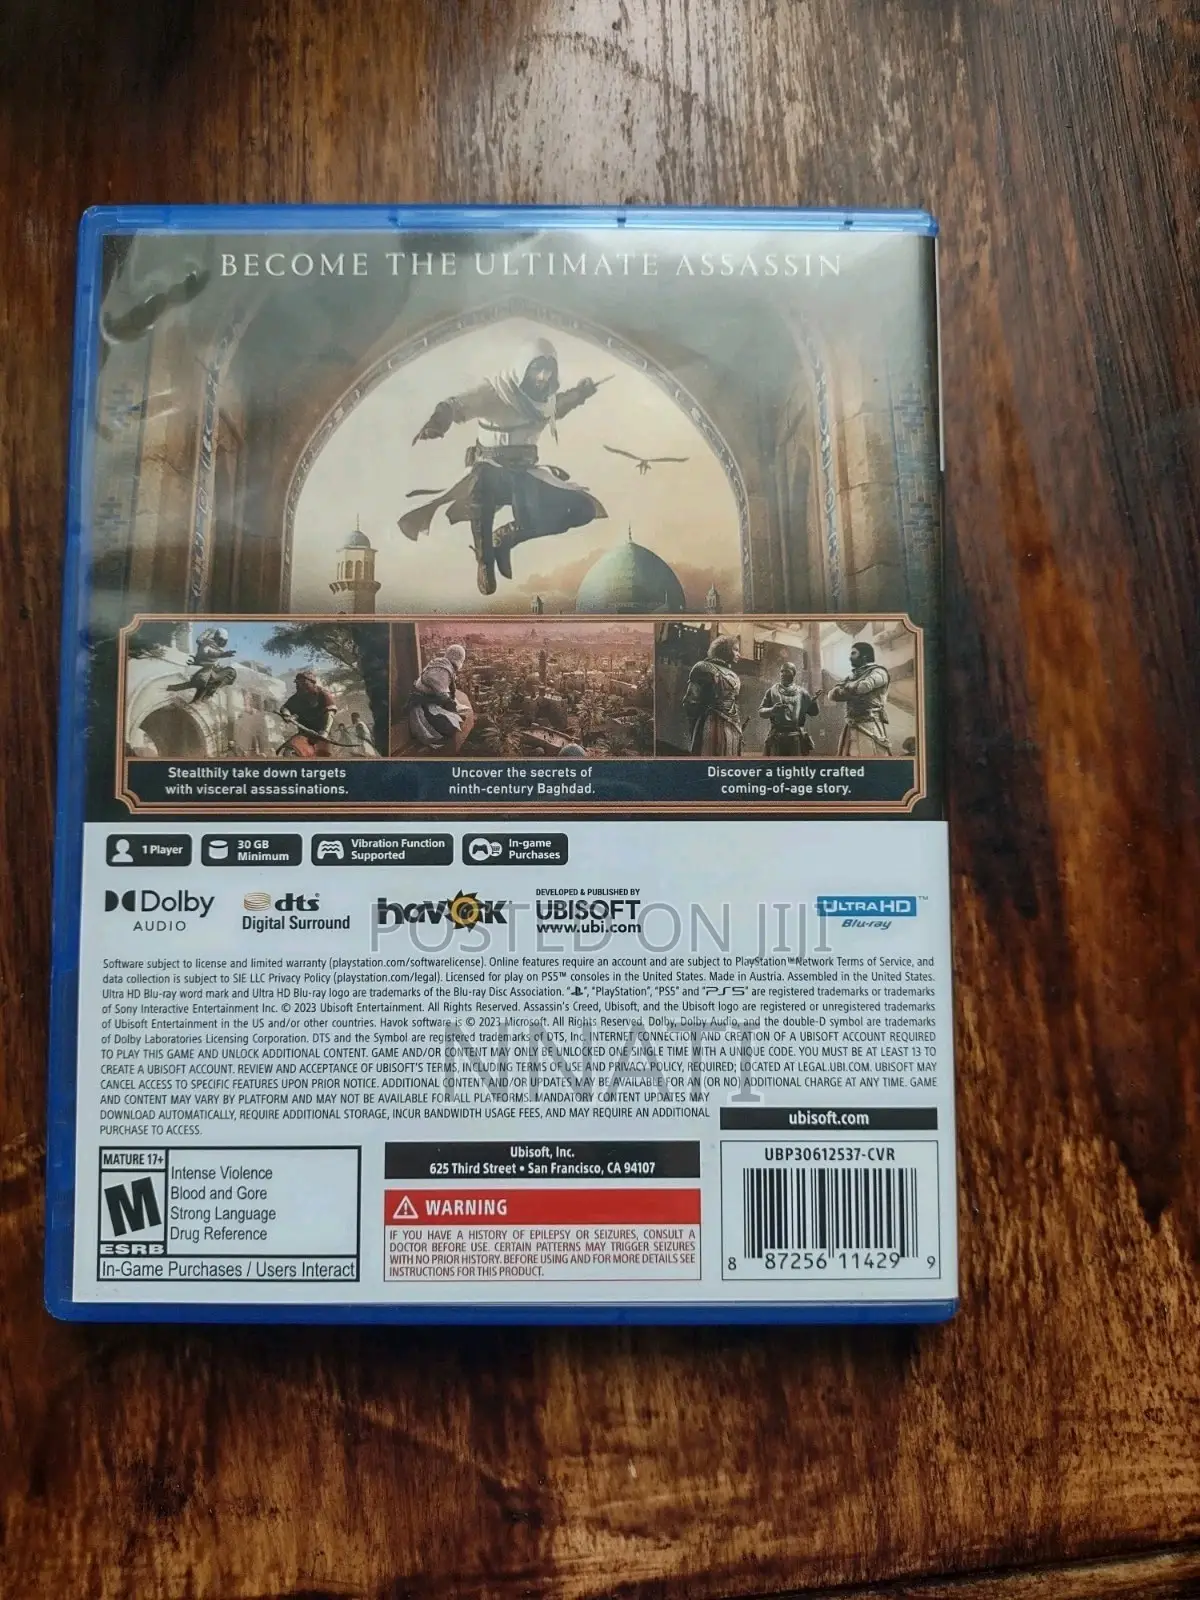 BECOME THE ULTIMATE ASSASSIN
Stealthily take down targets
with visceral assassinations.
Uncover the secrets of
ninth-century Baghdad.
Discover a tightly crafted
coming-of-age story.
1 Player
30 GB
Minimum
Vibration Function
Supported
In-game
Purchases
Dolby
AUDIO
dts
Digital Surround
havok
DEVELOPED & PUBLISHED BY
UBISOFT
www.ubi.com
ULTRA HD™
Blu-ray
POSTED ON JIJI
Software subject to license and limited warranty (playstation.com/softwarelicense). Online features require an account and are subject to PlayStation™Network Terms of Service, and
data collection is subject to SIE LLC Privacy Policy (playstation.com/legal). Licensed for play on PS5™ consoles in the United States. Made in Austria. Assembled in the United States.
Ultra HD Blu-ray word mark and Ultra HD Blu-ray logo are trademarks of the Blu-ray Disc Association. " ", "PlayStation", "PS5" and "PS5" are registered trademarks or trademarks
of Sony Interactive Entertainment Inc. © 2023 Ubisoft Entertainment. All Rights Reserved. Assassin's Creed, Ubisoft, and the Ubisoft logo are registered or unregistered trademarks
of Ubisoft Entertainment in the US and/or other countries. Havok software is © 2023 Microsoft. All Rights Reserved. Dolby, Dolby Audio, and the double-D symbol are trademarks
of Dolby Laboratories Licensing Corporation. DTS and the Symbol are registered trademarks of DTS, Inc. INTERNET CONNECTION AND CREATION OF A UBISOFT ACCOUNT REQUIRED
TO PLAY THIS GAME AND UNLOCK ADDITIONAL CONTENT. GAME AND/OR CONTENT MAY ONLY BE UNLOCKED ONE SINGLE TIME WITH A UNIQUE CODE. YOU MUST BE AT LEAST 13 TO
CREATE A UBISOFT ACCOUNT. REVIEW AND ACCEPTANCE OF UBISOFT'S TERMS, INCLUDING TERMS OF USE AND PRIVACY POLICY, REQUIRED; LOCATED AT LEGAL.UBI.COM. UBISOFT MAY
CANCEL ACCESS TO SPECIFIC FEATURES UPON PRIOR NOTICE. ADDITIONAL CONTENT AND UPDATES MAY BE AVAILABLE FOR AN (OR NO) ADDITIONAL CHARGE AT ANY TIME. GAME
AND CONTENT MAY VARY BY PLATFORM AND MAY NOT BE AVAILABLE FOR ALL PLATFORMS. MANDATORY CONTENT UPDATES MAY
DOWNLOAD AUTOMATICALLY, REQUIRE ADDITIONAL STORAGE, INCUR BANDWIDTH USAGE FEES, AND MAY REQUIRE AN ADDITIONAL
PURCHASE TO ACCESS.
NINATT
ubisoft.com
MATURE 17+
M
ESRB
Intense Violence
Blood and Gore
Strong Language
Drug Reference
In-Game Purchases / Users Interact
Ubisoft, Inc.
625 Third Street • San Francisco, CA 94107
WARNING
IF YOU HAVE A HISTORY OF EPILEPSY OR SEIZURES, CONSULT A
DOCTOR BEFORE USE. CERTAIN PATTERNS MAY TRIGGER SEIZURES
WITH NO PRIOR HISTORY. BEFORE USING AND FOR MORE DETAILS SEE
INSTRUCTIONS FOR THIS PRODUCT.
UBP30612537-CVR
8 87256 11429 9